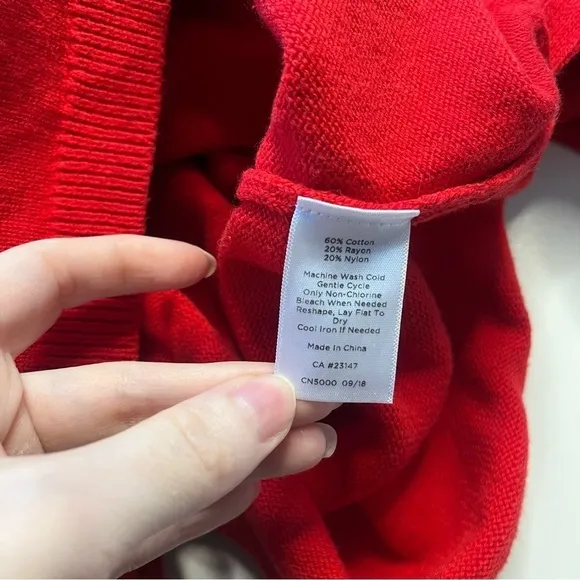 60% Cotton
20% Rayon
20% Nylon
Machine Wash Cold
Gentle Cycle
Only Non-Chlorine
Bleach When Needed
Reshape, Lay Flat To
Dry
Cool Iron If Needed
Made In China
CA #23147
CN5000 09/18